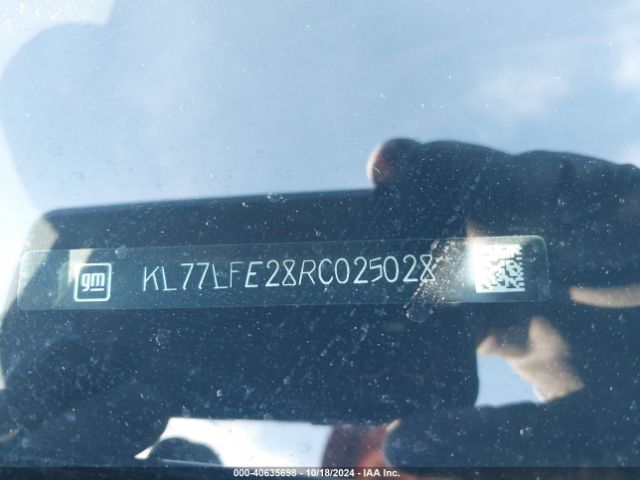 gm KL77LFE28RC025028
000-40635698 | 10/18/2024 | IAA Inc.